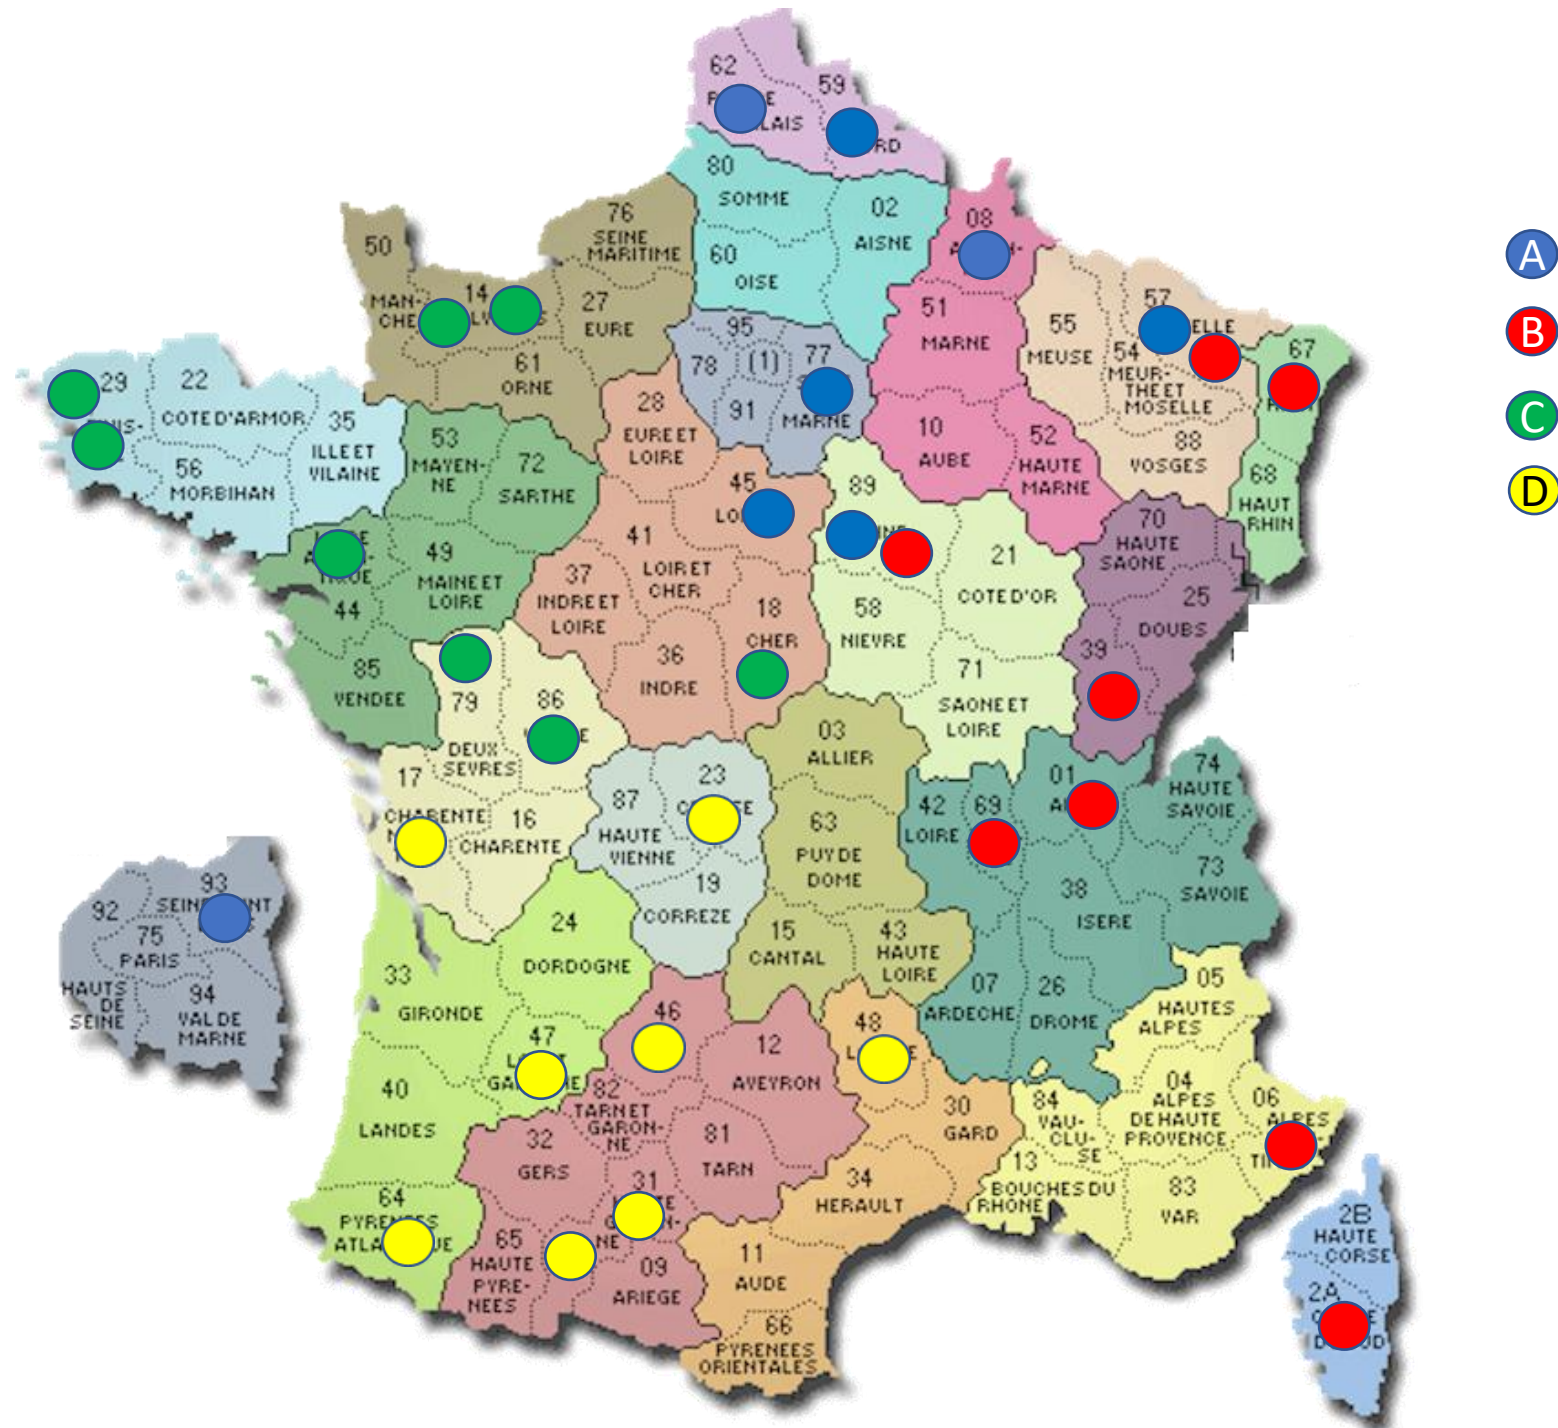 62
59
LAIS
RD
80
SOMME
02
AISNE
60
OISE
08
76
SEINE
MARITIME
50
MAN-
CHE
14
27
EURE
61
ORNE
51
MARNE
55
MEUSE
57
ELLE
54
MEUR-
THE ET
MOSELLE
88
VOSGES
67
68
HAUT
RHIN
95
78
(1)
77
91
MARNE
10
AUBE
52
HAUTE
MARNE
29
22
COTE D'ARMOR
35
ILLE ET
VILAINE
56
MORBIHAN
53
MAYEN-
NE
72
SARTHE
28
EURE ET
LOIRE
45
LO
89
70
HAUTE
SAONE
41
LOIR ET
CHER
49
MAINE ET
LOIRE
44
37
INDRE ET
LOIRE
18
CHER
36
INDRE
21
COTE D'OR
58
NIEVRE
25
DOUBS
39
71
SAONE ET
LOIRE
85
VENDEE
79
DEUX
SEVRES
86
17
CHARENTE
16
CHARENTE
87
HAUTE
VIENNE
23
19
CORREZE
03
ALLIER
63
PUY DE
DOME
15
CANTAL
43
HAUTE
LOIRE
42
LOIRE
69
01
74
HAUTE
SAVOIE
73
SAVOIE
38
ISERE
07
ARDECHE
26
DROME
05
HAUTES
ALPES
04
ALPES
DE HAUTE
PROVENCE
06
ALPES
84
VAU-
CLU-
SE
13
BOUCHES DU
RHONE
83
VAR
24
DORDOGNE
33
GIRONDE
47
40
LANDES
46
12
AVEYRON
82
TARN ET
GARON-
NE
48
30
GARD
32
GERS
81
TARN
31
NE
34
HERAULT
64
PYRENEES
65
HAUTE
PYRE-
NEES
09
ARIEGE
11
AUDE
66
PYRENEES
ORIENTALES
2B
HAUTE
CORSE
2A
93
92
75
PARIS
HAUTS
DE
SEINE
94
VAL DE
MARNE
A
B
C
D